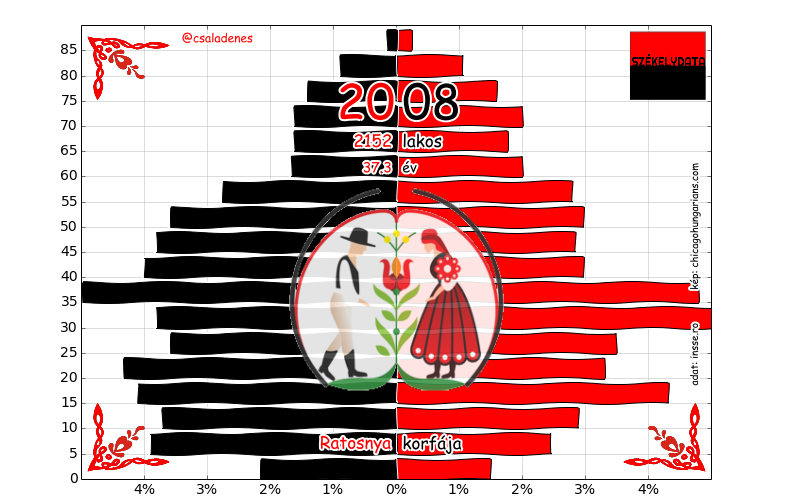 @csaladenes
SZÉKELYDATA
2008
2152 lakos
37.3 év
kép: chicagohungarians.com
adat: insse.ro
Ratosnya korfája
85
80
75
70
65
60
55
50
45
40
35
30
25
20
15
10
5
0
4% 3% 2% 1% 0% 1% 2% 3% 4%